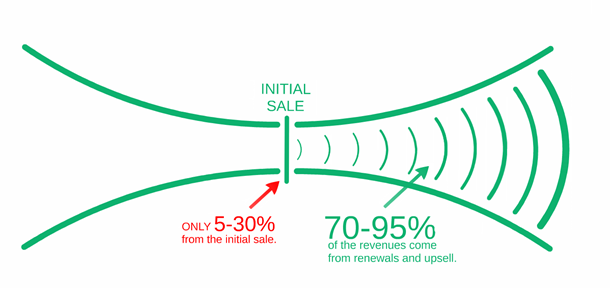 INITIAL
SALE
ONLY 5-30%
from the initial sale.
70-95%
of the revenues come
from renewals and upsell.